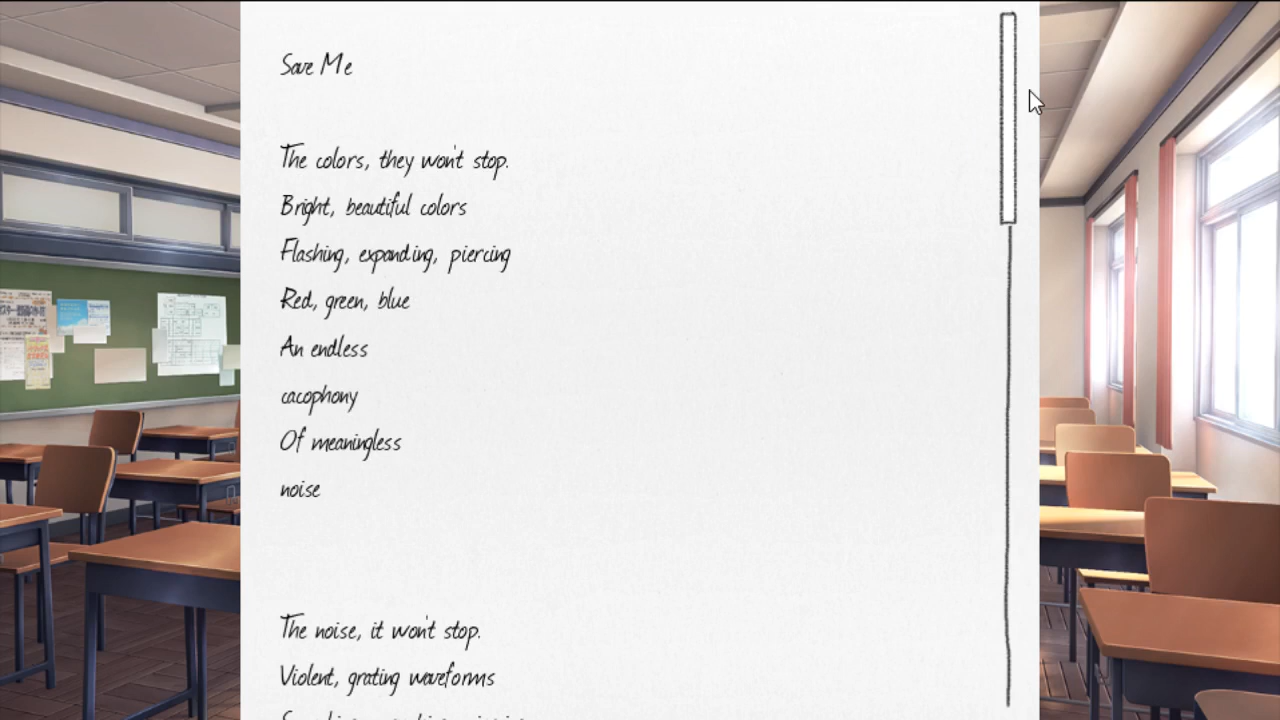 Save Me
The colors, they won't stop.
Bright, beautiful colors
Flashing, expanding, piercing
Red, green, blue
An endless
cacophony
Of meaningless
noise
The noise, it won't stop.
Violent, grating waveforms